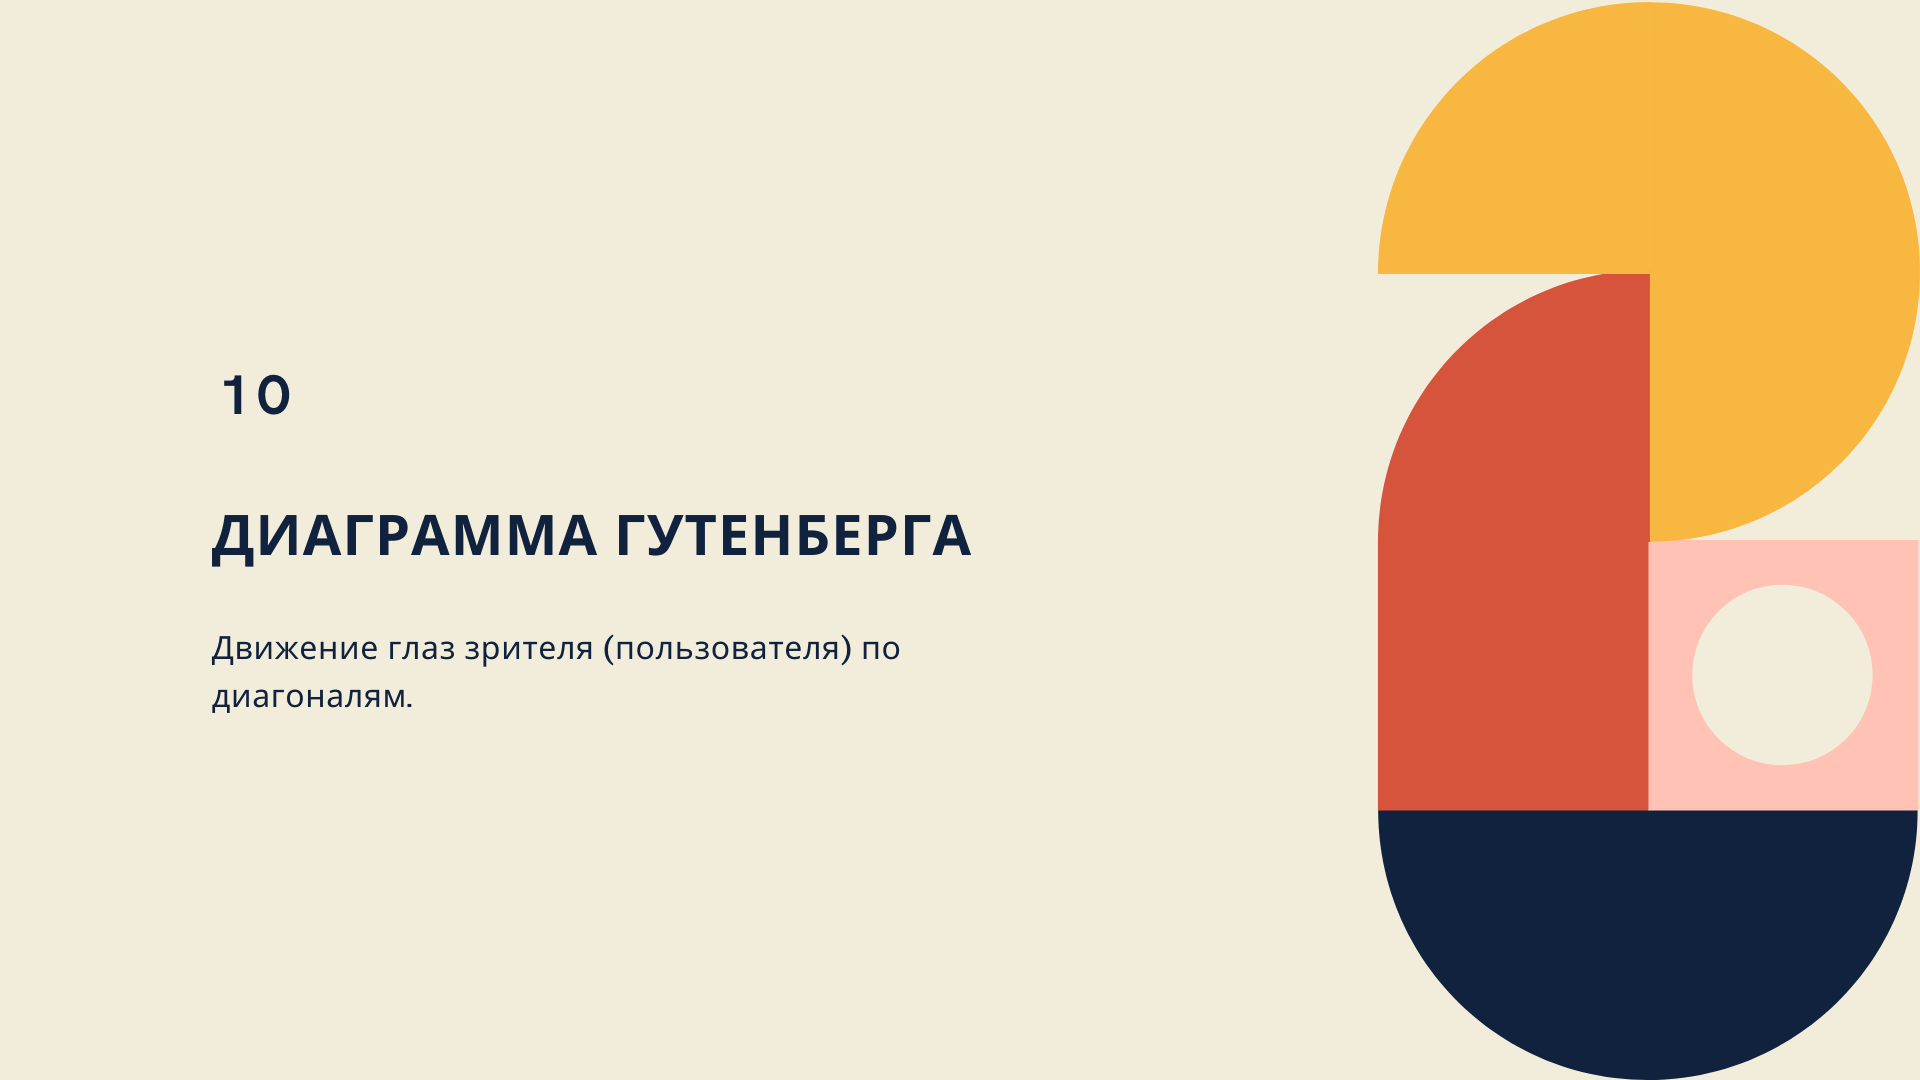 10
ДИАГРАММА ГУТЕНБЕРГА
Движение глаз зрителя (пользователя) по
диагоналям.